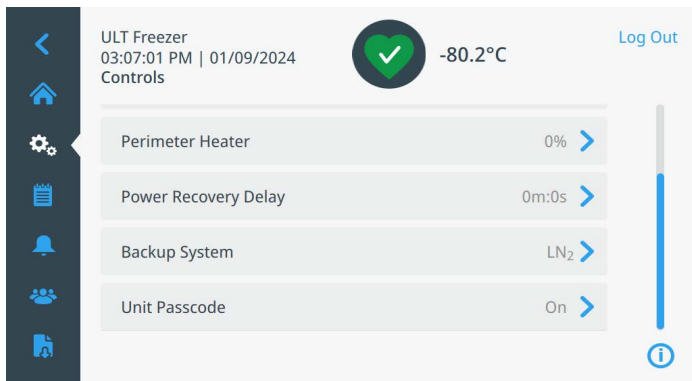 ULT Freezer
03:07:01 PM | 01/09/2024
Controls
-80.2°C
Log Out
Perimeter Heater 0%
Power Recovery Delay 0m:0s
Backup System LN₂
Unit Passcode On